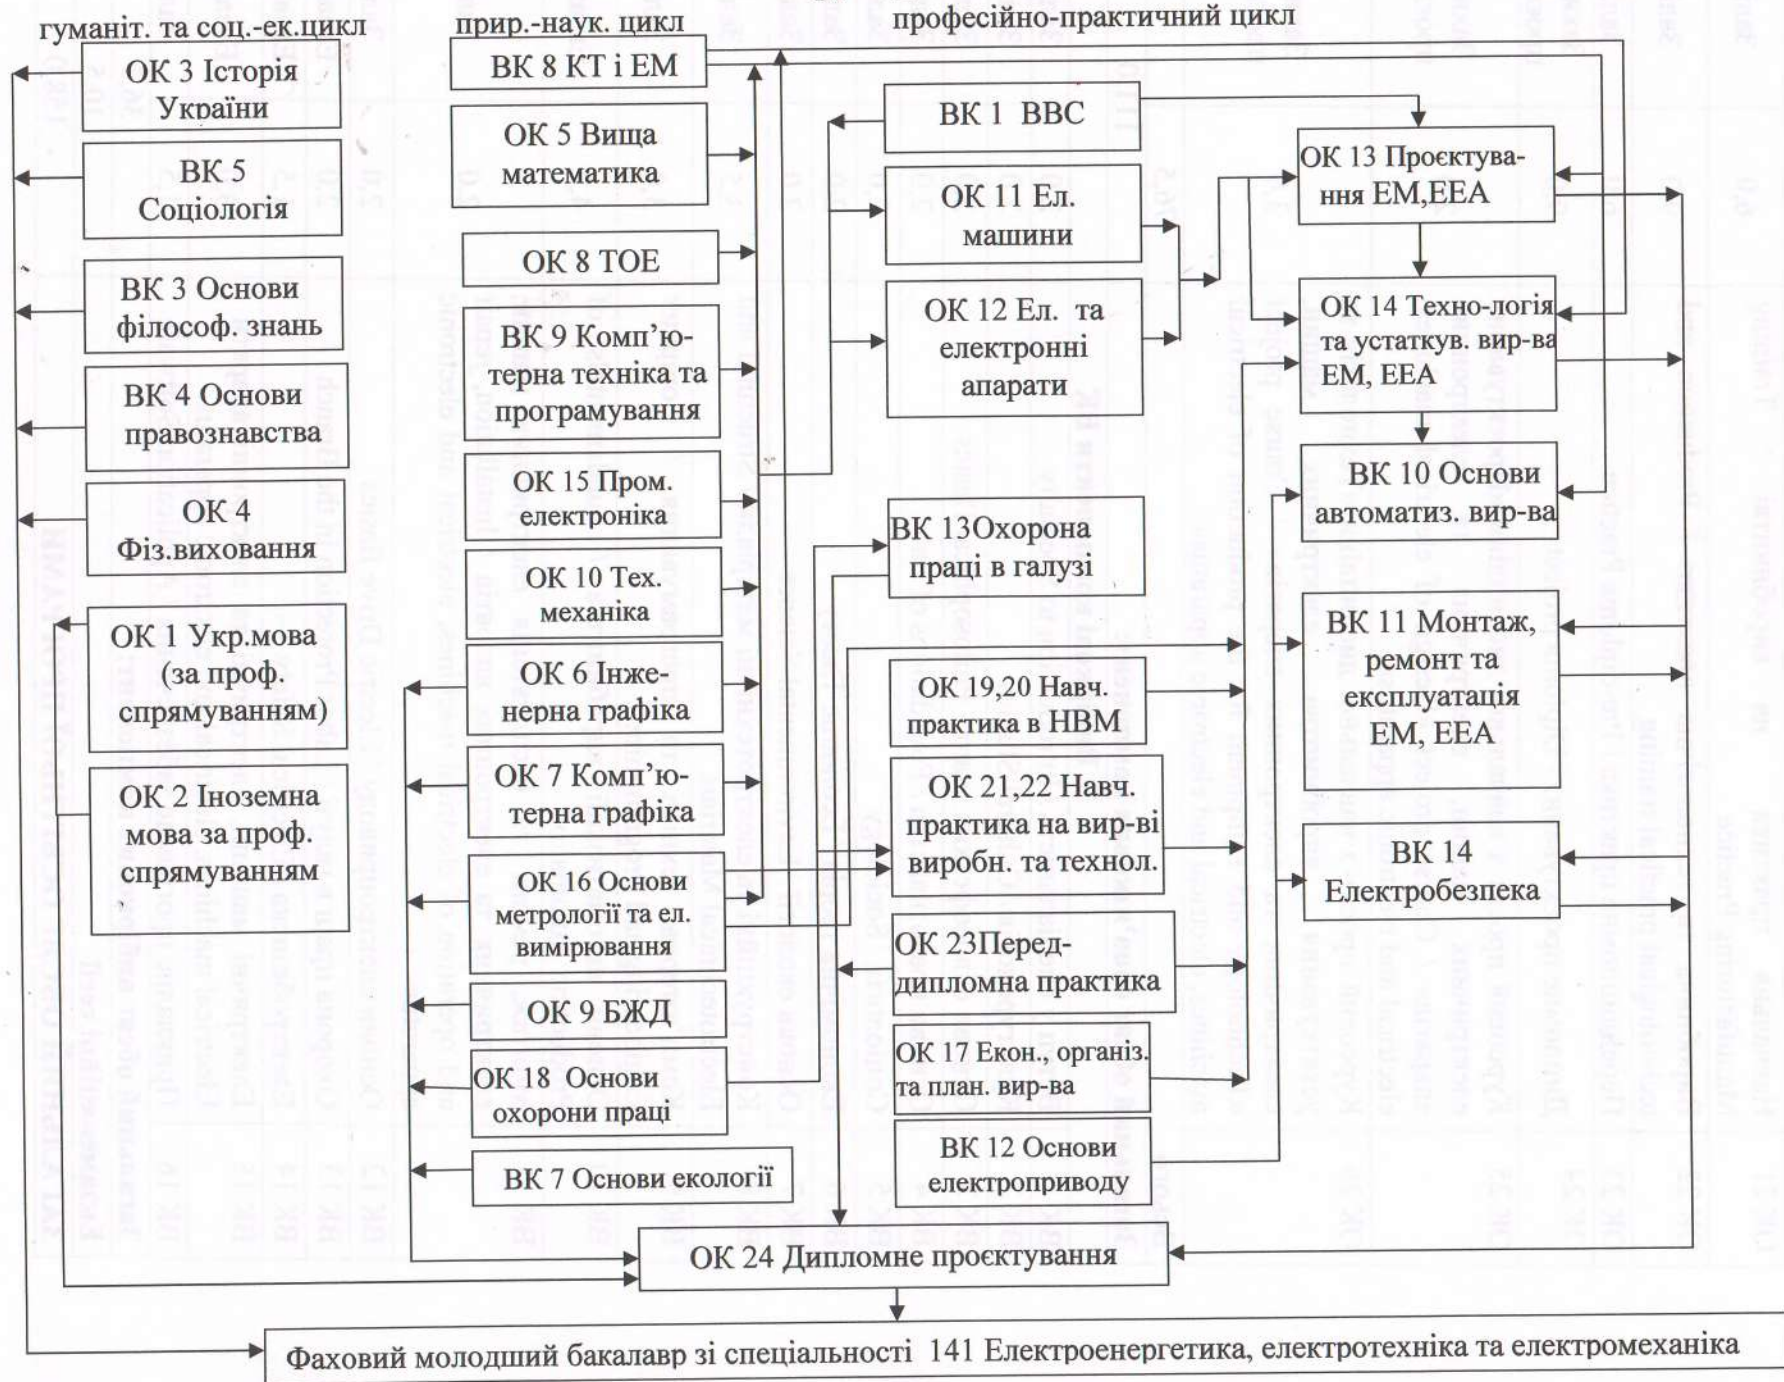 гуманіт. та соц.-ек.цикл
ОК 3 Історія
України
ВК 5
Соціологія
ВК 3 Основи
філософ. знань
ВК 4 Основи
правознавства
ОК 4
Фіз.виховання
ОК 1 Укр.мова
(за проф.
спрямуванням)
ОК 2 Іноземна
мова за проф.
спрямуванням
прир.-наук. цикл
ВК 8 КТ і ЕМ
ОК 5 Вища
математика
ОК 8 ТОЕ
ВК 9 Комп’ю-
терна техніка та
програмування
ОК 15 Пром.
електроніка
ОК 10 Тех.
механіка
ОК 6 Інже-
нерна графіка
ОК 7 Комп’ю-
терна графіка
ОК 16 Основи
метрології та ел.
вимірювання
ОК 9 БЖД
ОК 18 Основи
охорони праці
ВК 7 Основи екології
професійно-практичний цикл
ВК 1 ВВС
ОК 11 Ел.
машини
ОК 12 Ел. та
електронні
апарати
ВК 13Охорона
праці в галузі
ОК 19,20 Навч.
практика в НВМ
ОК 21,22 Навч.
практика на вир-ві
виробн. та технол.
ОК 23Перед-
дипломна практика
ОК 17 Екон., організ.
та план. вир-ва
ВК 12 Основи
електроприводу
ОК 13 Проєктува-
ння ЕМ,ЕЕА
ОК 14 Техно-логія
та устаткув. вир-ва
ЕМ, ЕЕА
ВК 10 Основи
автоматиз. вир-ва
ВК 11 Монтаж,
ремонт та
експлуатація
ЕМ, ЕЕА
ВК 14
Електробезпека
ОК 24 Дипломне проєктування
Фаховий молодший бакалавр зі спеціальності 141 Електроенергетика, електротехніка та електромеханіка